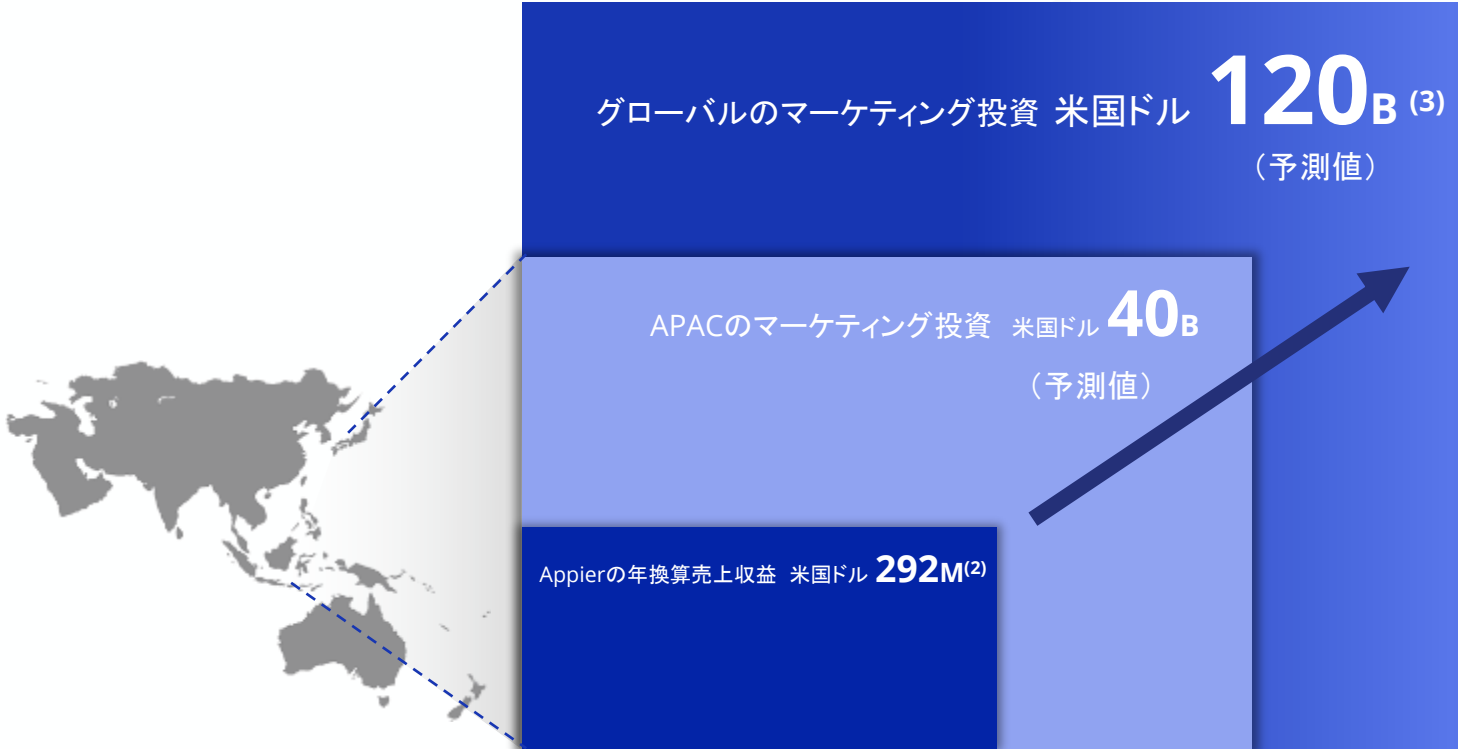 グローバルのマーケティング投資 米国ドル 120B (3)
（予測値）
APACのマーケティング投資 米国ドル 40B
（予測値）
Appierの年換算売上収益 米国ドル 292M(2)